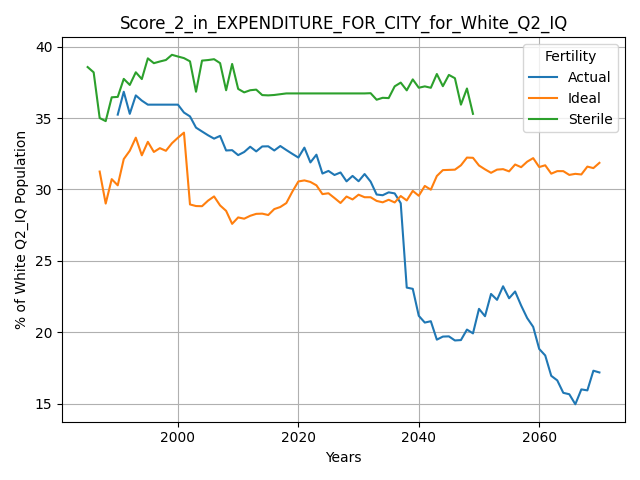 Score_2_in_EXPENDITURE_FOR_CITY_for_White_Q2_IQ
% of White Q2_IQ Population
40
35
30
25
20
15
Fertility
Actual
Ideal
Sterile
2000
2020
2040
2060
Years